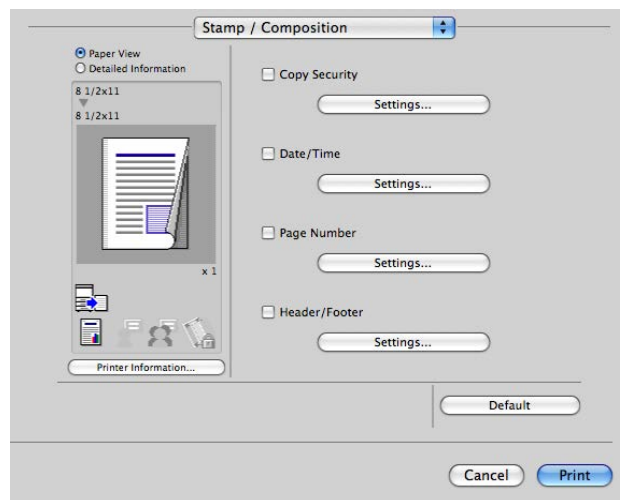 Stamp / Composition
Paper View
Detailed Information
8 1/2x11
8 1/2x11
x 1
Printer Information...
Copy Security
Settings...
Date/Time
Settings...
Page Number
Settings...
Header/Footer
Settings...
Default
Cancel
Print